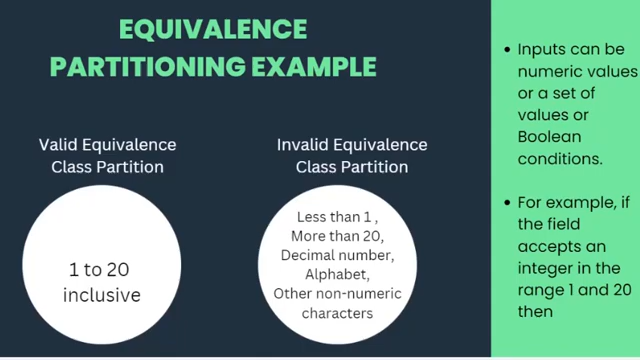 EQUIVALENCE
PARTITIONING EXAMPLE
Valid Equivalence
Class Partition
1 to 20
inclusive
Invalid Equivalence
Class Partition
Less than 1 ,
More than 20,
Decimal number,
Alphabet,
Other non-numeric
characters
• Inputs can be
numeric values
or a set of
values or
Boolean
conditions.
• For example, if
the field
accepts an
integer in the
range 1 and 20
then